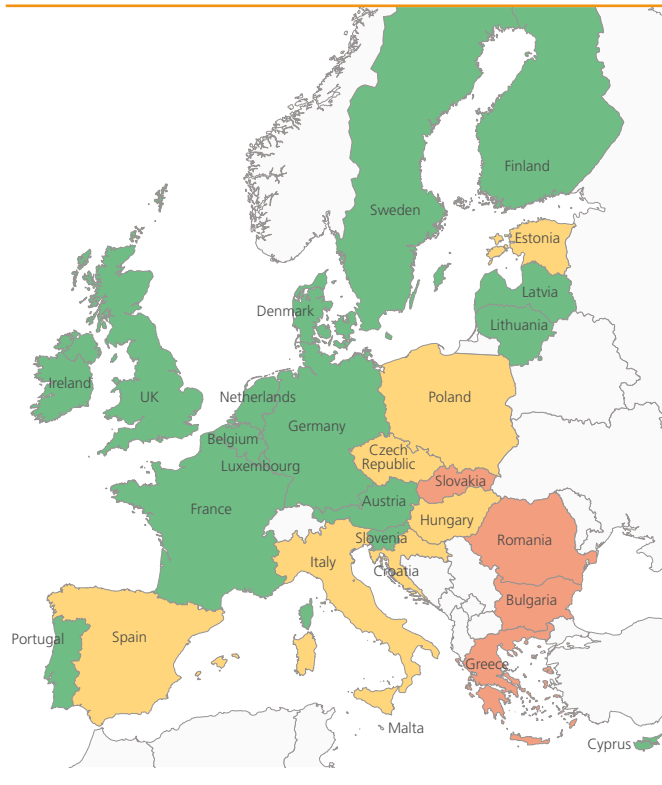 Finland
Sweden
Estonia
Latvia
Denmark
Lithuania
Ireland
UK
Netherlands
Poland
Germany
Belgium
Czech
Republic
Luxembourg
Slovakia
Austria
France
Hungary
Slovenia
Romania
Italy
Croatia
Bulgaria
Portugal
Spain
Greece
Malta
Cyprus